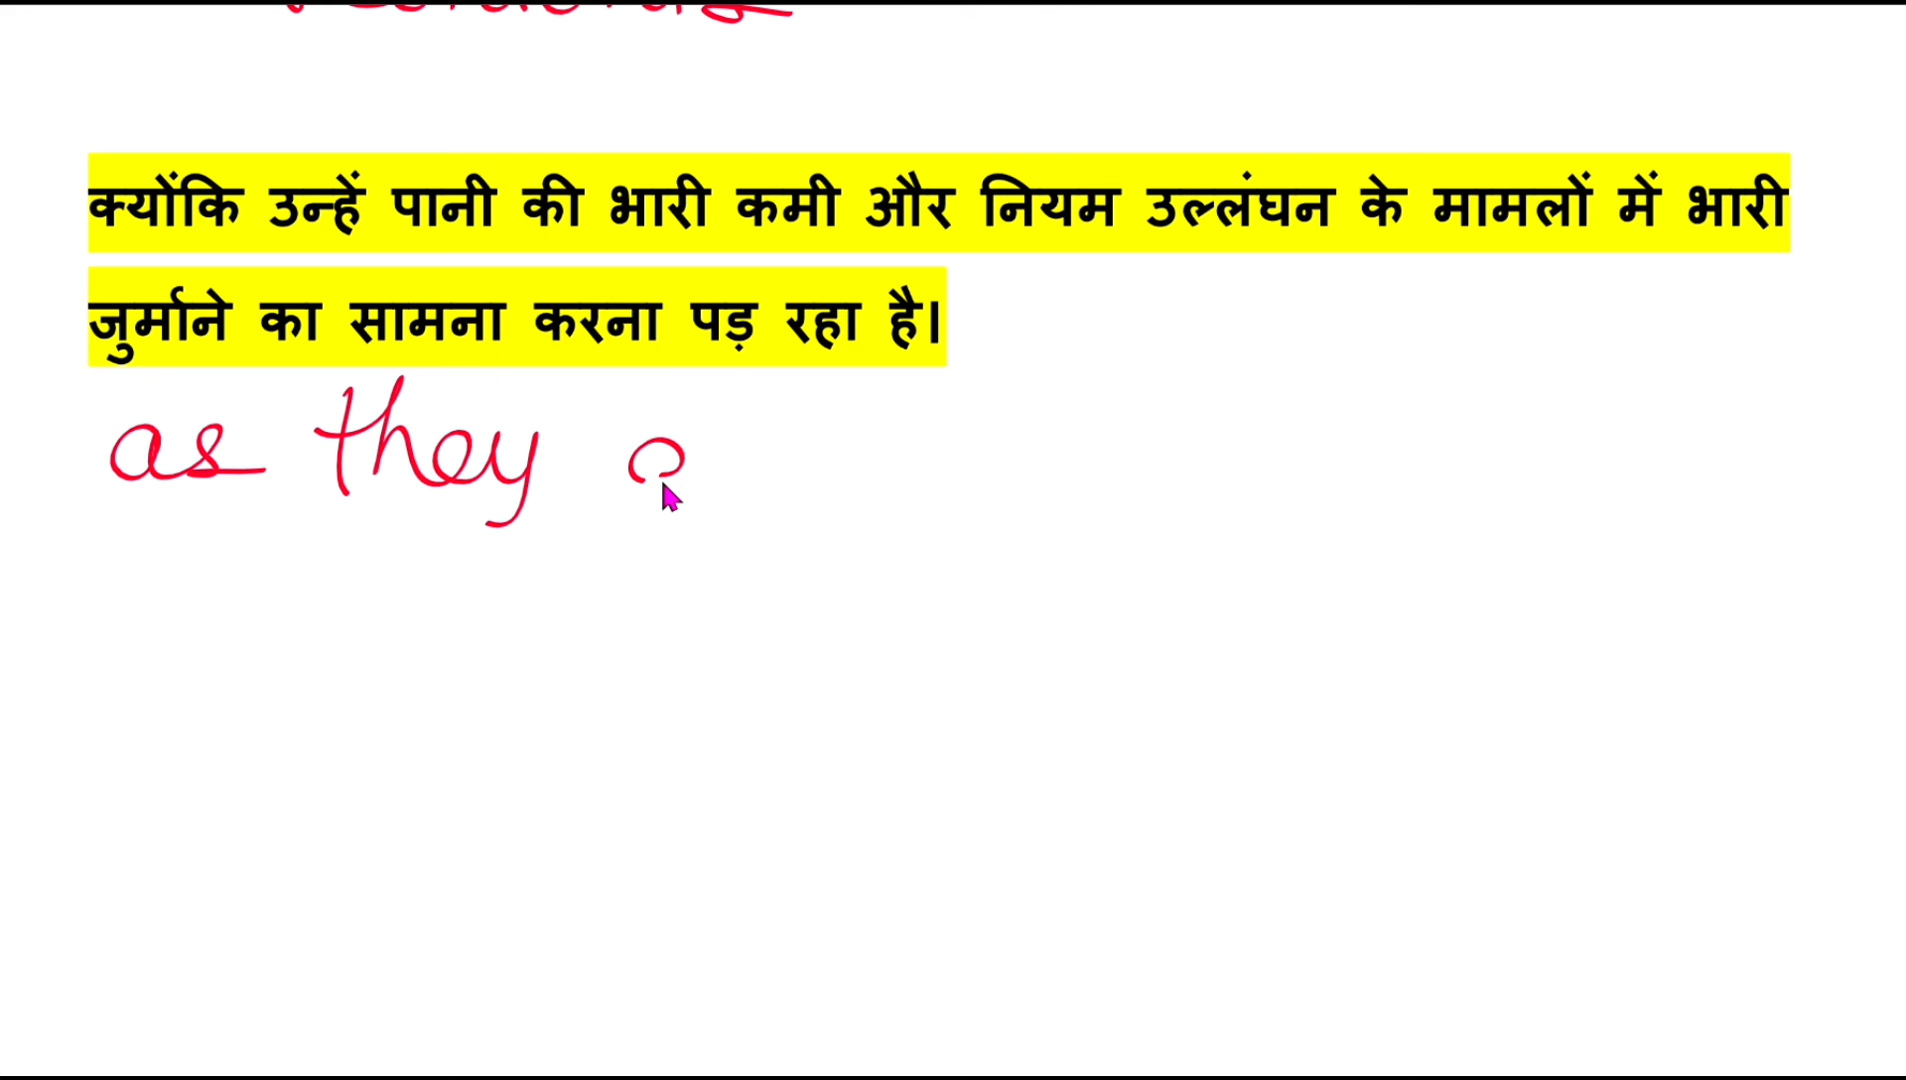 क्योंकि उन्हें पानी की भारी कमी और नियम उल्लंघन के मामलों में भारी
जुर्माने का सामना करना पड़ रहा है।
as they